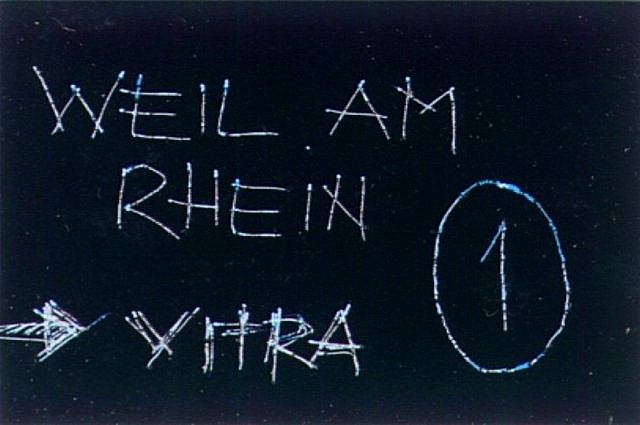 WEIL AM
RHEIN
1
→ VITRA